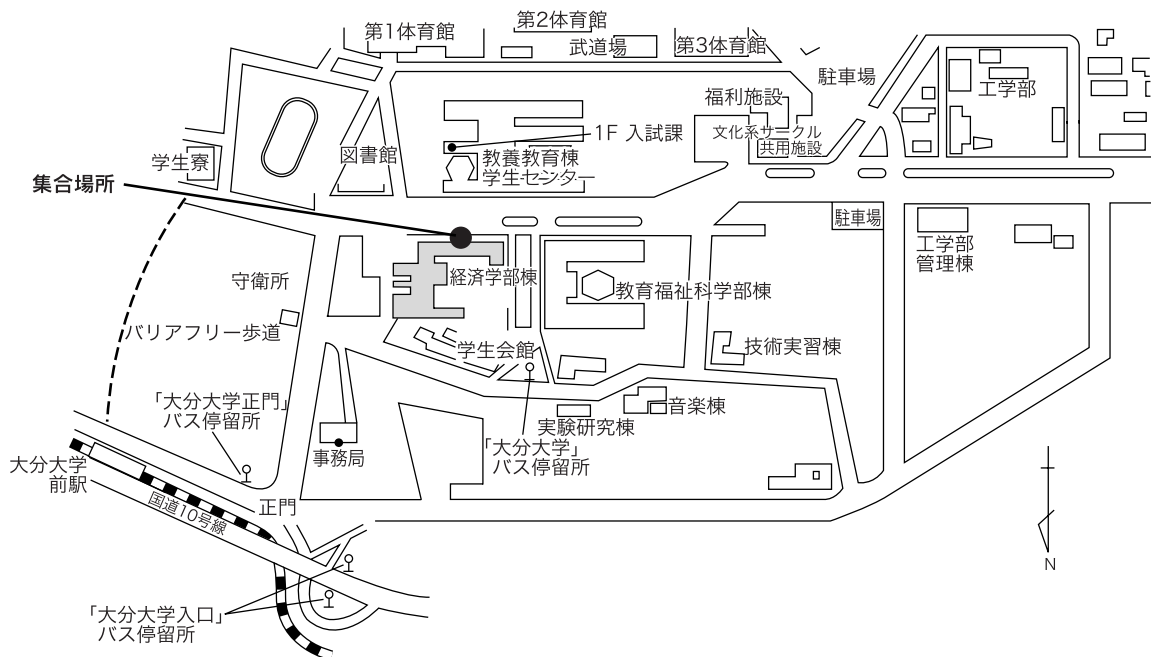 第1体育館
第2体育館
武道場
第3体育館
駐車場
工学部
福利施設
文化系サークル
共用施設
1F 入試課
教養教育棟
学生センター
図書館
学生寮
集合場所
駐車場
工学部
管理棟
守衛所
経済学部棟
教育福祉科学部棟
バリアフリー歩道
学生会館
技術実習棟
「大分大学正門」
バス停留所
音楽棟
実験研究棟
「大分大学」
バス停留所
事務局
大分大学
前駅
国道10号線
正門
N
「大分大学入口」
バス停留所